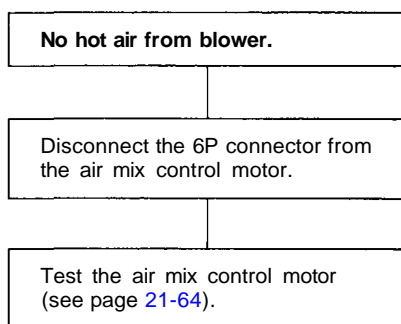 No hot air from blower.
Disconnect the 6P connector from
the air mix control motor.
Test the air mix control motor
(see page 21-64).